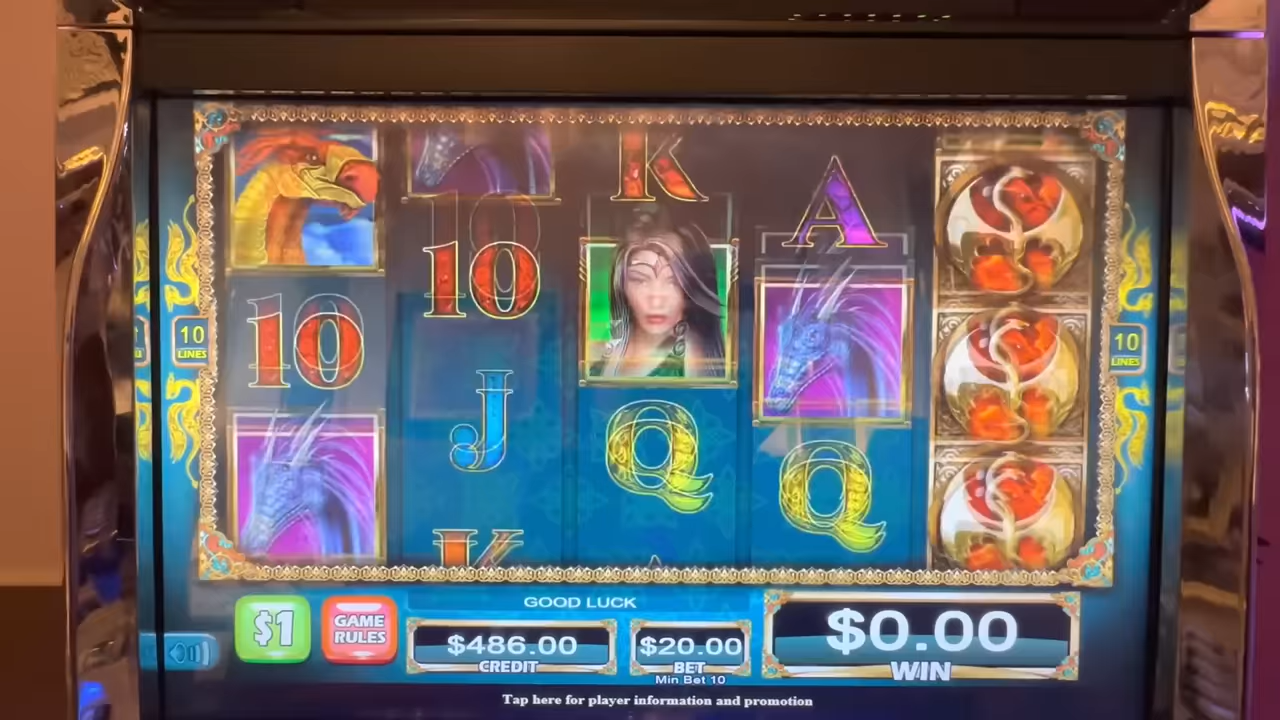 K
A
10
10
10
LINES
10
LINES
J
Q
Q
K
GOOD LUCK
$1
GAME
RULES
$486.00
CREDIT
$20.00
BET
Min Bet 10
$0.00
WIN
Tap here for player information and promotion